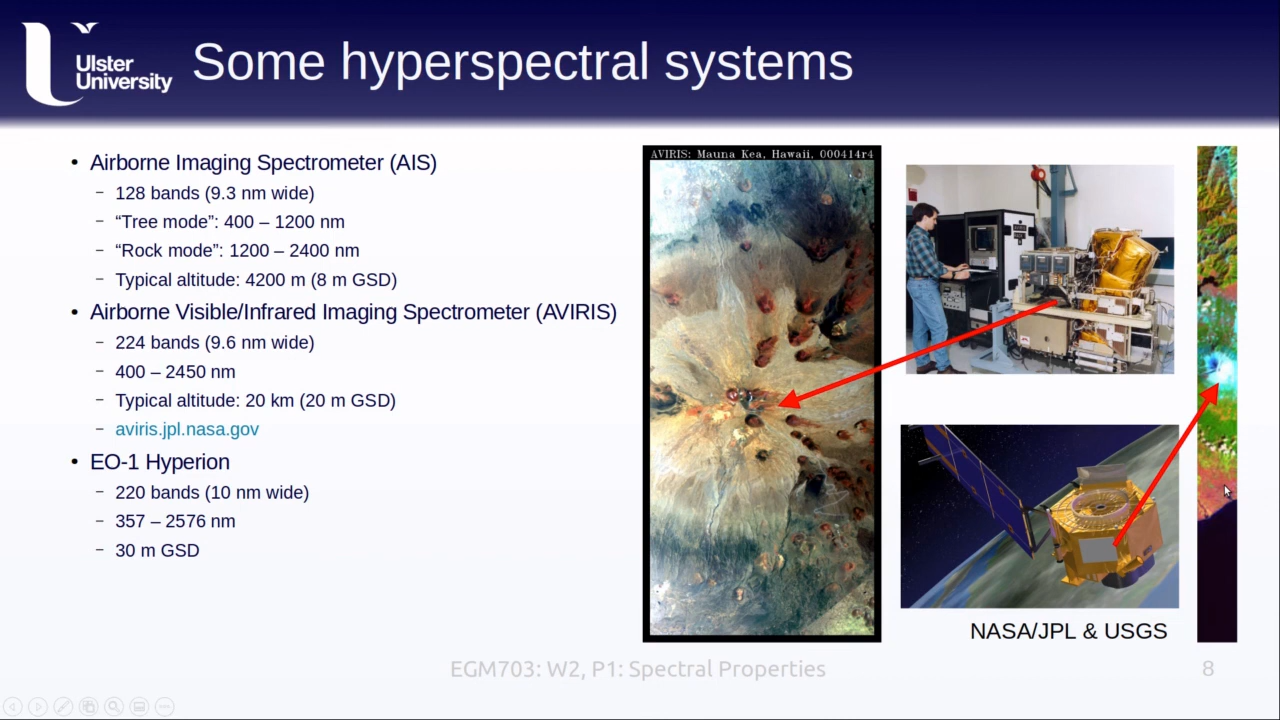 Ulster
University
Some hyperspectral systems
• Airborne Imaging Spectrometer (AIS)
– 128 bands (9.3 nm wide)
– “Tree mode”: 400 – 1200 nm
– “Rock mode”: 1200 – 2400 nm
– Typical altitude: 4200 m (8 m GSD)
• Airborne Visible/Infrared Imaging Spectrometer (AVIRIS)
– 224 bands (9.6 nm wide)
– 400 – 2450 nm
– Typical altitude: 20 km (20 m GSD)
– aviris.jpl.nasa.gov
• EO-1 Hyperion
– 220 bands (10 nm wide)
– 357 – 2576 nm
– 30 m GSD
AVIRIS: Mauna Kea, Hawaii, 000414r4
NASA/JPL & USGS
EGM703: W2, P1: Spectral Properties
8